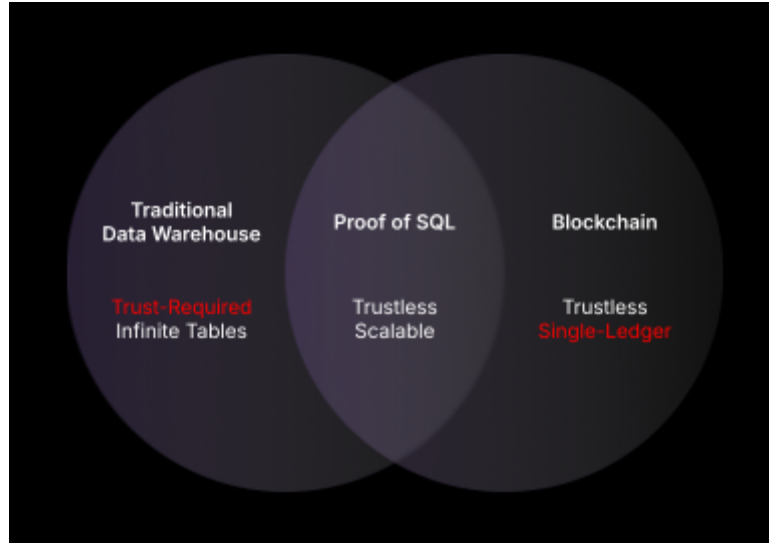 Traditional
Data Warehouse
Trust-Required
Infinite Tables
Proof of SQL
Trustless
Scalable
Blockchain
Trustless
Single-Ledger